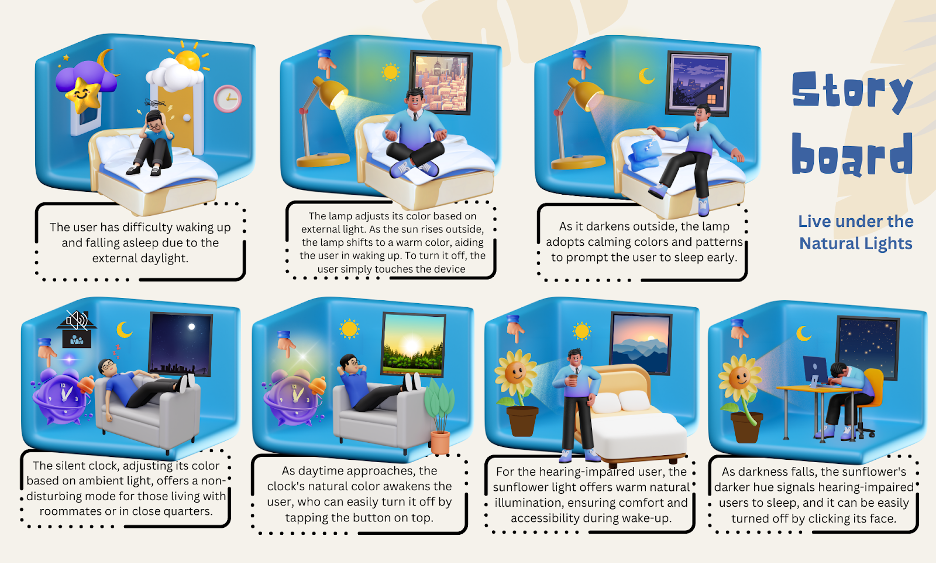 Story
board
Live under the
Natural Lights
The user has difficulty waking up
and falling asleep due to the
external daylight.
The lamp adjusts its color based on
external light. As the sun rises outside,
the lamp shifts to a warm color, aiding
the user in waking up. To turn it off, the
user simply touches the device
As it darkens outside, the lamp
adopts calming colors and patterns
to prompt the user to sleep early.
The silent clock, adjusting its color
based on ambient light, offers a non-
disturbing mode for those living with
roommates or in close quarters.
As daytime approaches, the
clock's natural color awakens the
user, who can easily turn it off by
tapping the button on top.
For the hearing-impaired user, the
sunflower light offers warm natural
illumination, ensuring comfort and
accessibility during wake-up.
As darkness falls, the sunflower's
darker hue signals hearing-impaired
users to sleep, and it can be easily
turned off by clicking its face.